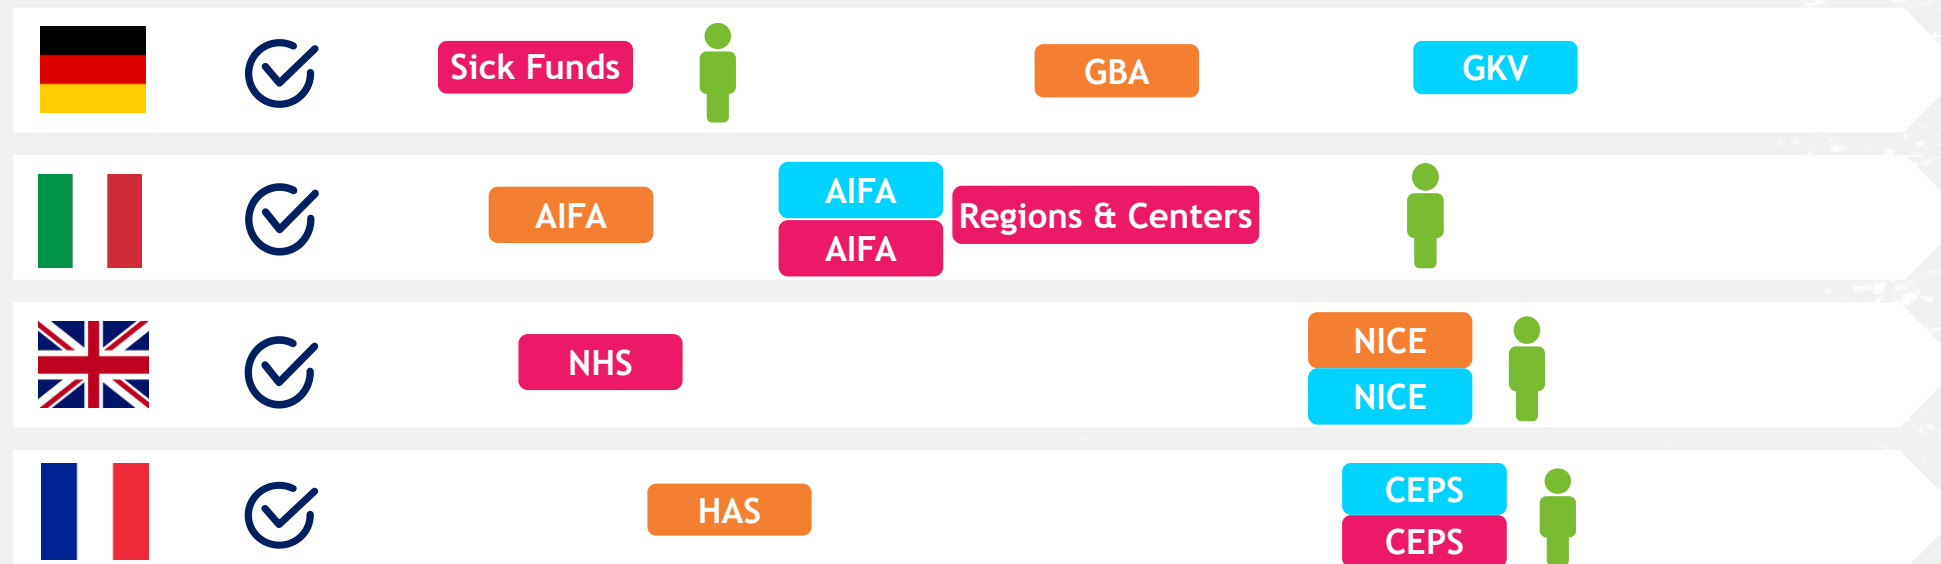 Sick Funds
GBA
GKV
AIFA
AIFA
AIFA
Regions & Centers
NHS
NICE
NICE
HAS
CEPS
CEPS